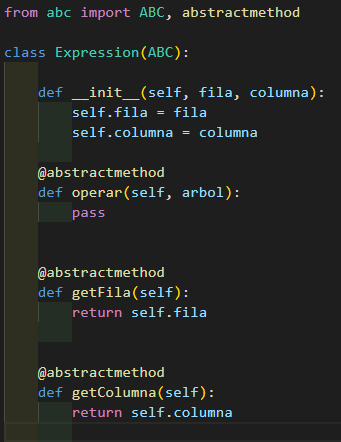 from abc import ABC, abstractmethod
class Expression(ABC):
def __init__(self, fila, columna):
self.fila = fila
self.columna = columna
@abstractmethod
def operar(self, arbol):
pass
@abstractmethod
def getFila(self):
return self.fila
@abstractmethod
def getColumna(self):
return self.columna